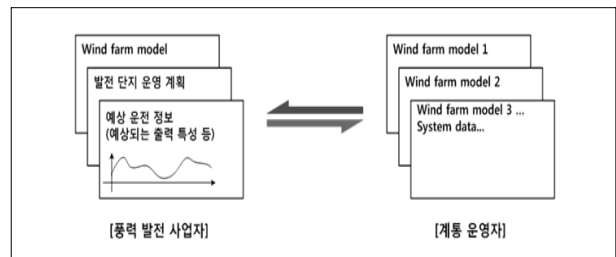 Wind farm model
발전 단지 운영 계획
예상 운전 정보
(예상되는 출력 특성 등)
[풍력 발전 사업자]
Wind farm model 1
Wind farm model 2
Wind farm model 3 ...
System data...
[계통 운영자]